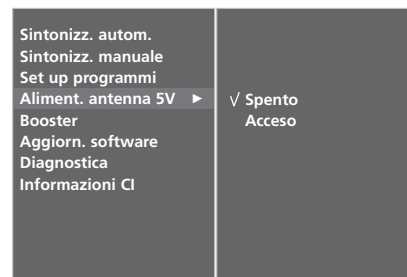 Sintonizz. autom.
Sintonizz. manuale
Set up programmi
Aliment. antenna 5V ►
Booster
Aggiorn. software
Diagnostica
Informazioni CI
√ Spento
Acceso